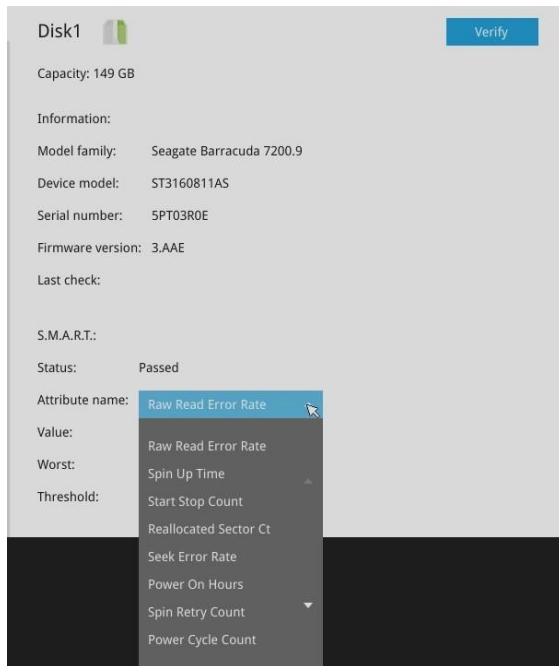 Disk1
Verify
Capacity: 149 GB
Information:
Model family: Seagate Barracuda 7200.9
Device model: ST3160811AS
Serial number: 5PT03R0E
Firmware version: 3.AAE
Last check:
S.M.A.R.T.:
Status: Passed
Attribute name: Raw Read Error Rate
Value:
Worst:
Threshold:
Raw Read Error Rate
Spin Up Time
Start Stop Count
Reallocated Sector Ct
Seek Error Rate
Power On Hours
Spin Retry Count
Power Cycle Count